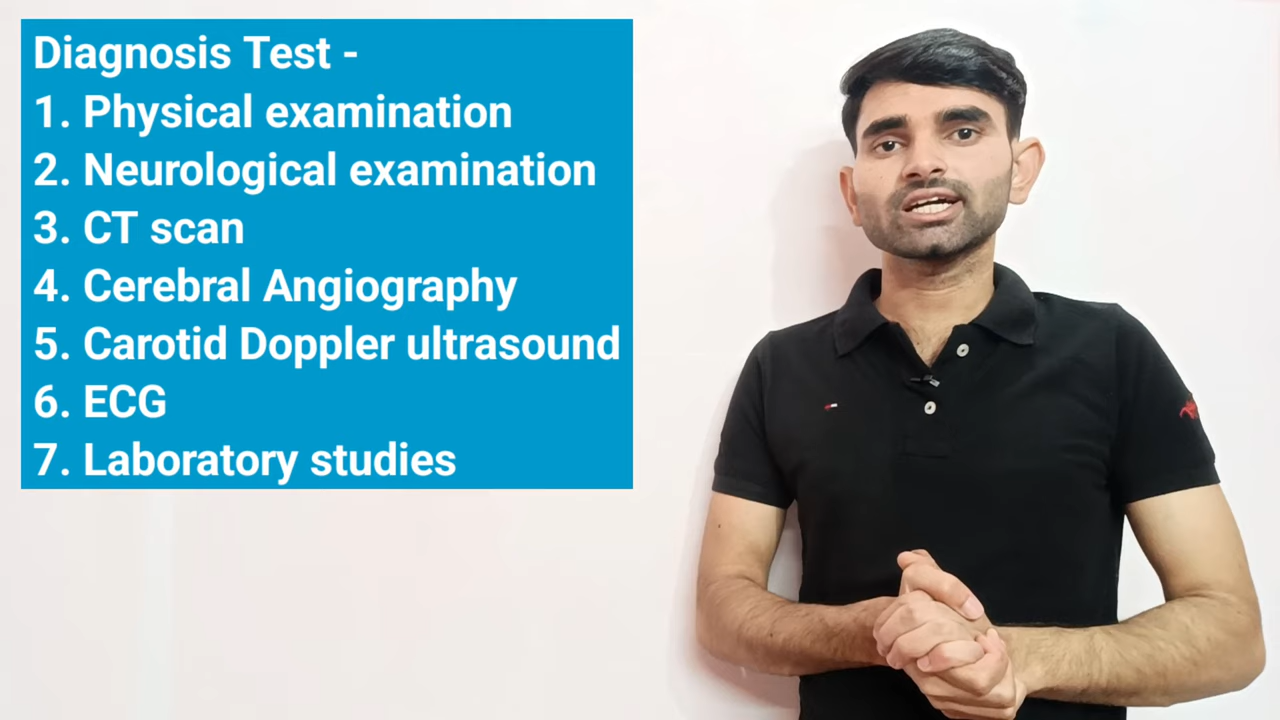 Diagnosis Test -
1. Physical examination
2. Neurological examination
3. CT scan
4. Cerebral Angiography
5. Carotid Doppler ultrasound
6. ECG
7. Laboratory studies